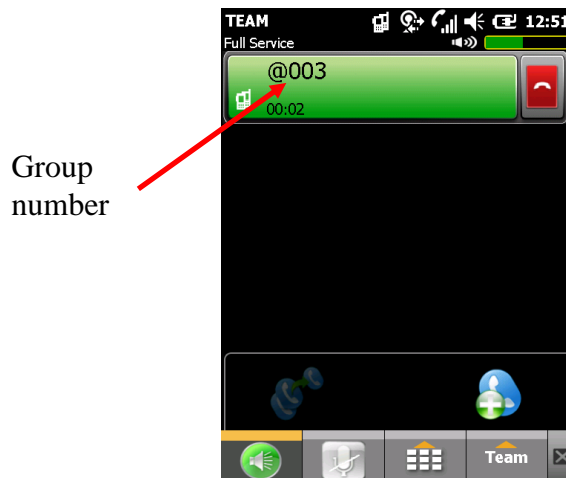 TEAM 12:51
Full Service
@003
00:02
Group
number
Team